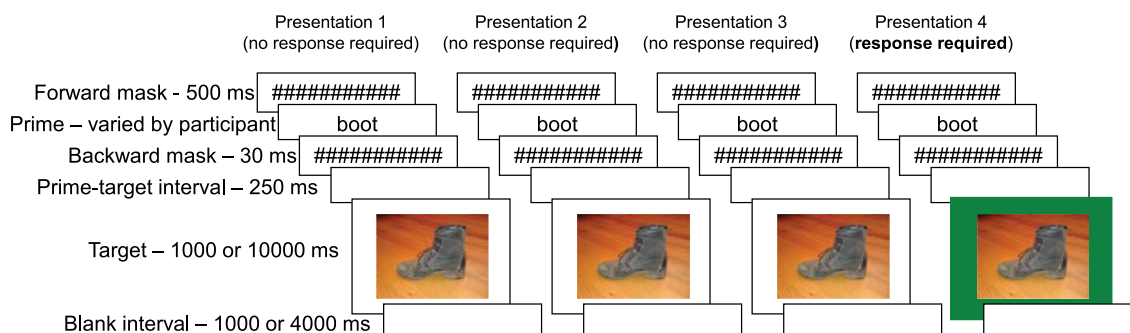 Presentation 1 Presentation 2 Presentation 3 Presentation 4
(no response required) (no response required) (no response required) (response required)
Forward mask - 500 ms ########### ########### ########### ###########
Prime – varied by participant boot boot boot boot
Backward mask – 30 ms ########### ########### ########### ###########
Prime-target interval – 250 ms
Target – 1000 or 10000 ms
Blank interval – 1000 or 4000 ms